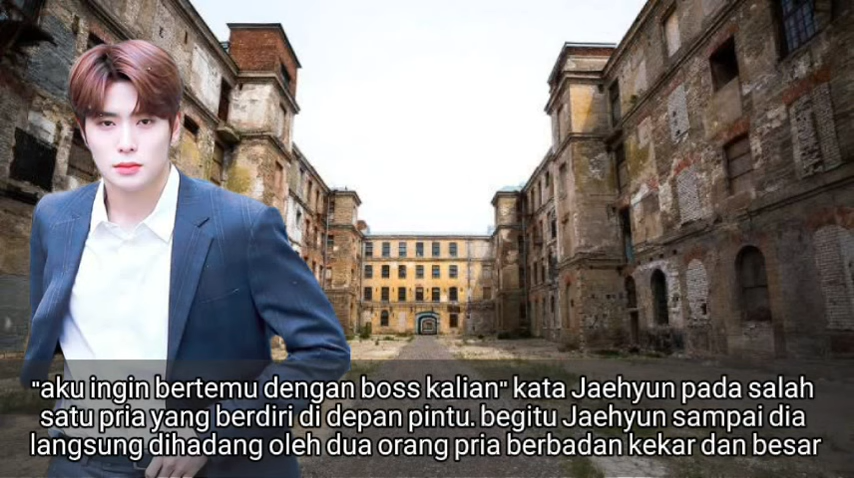 "aku ingin bertemu dengan boss kalian" kata Jaehyun pada salah
satu pria yang berdiri di depan pintu. begitu Jaehyun sampai dia
langsung dihadang oleh dua orang pria berbadan kekar dan besar